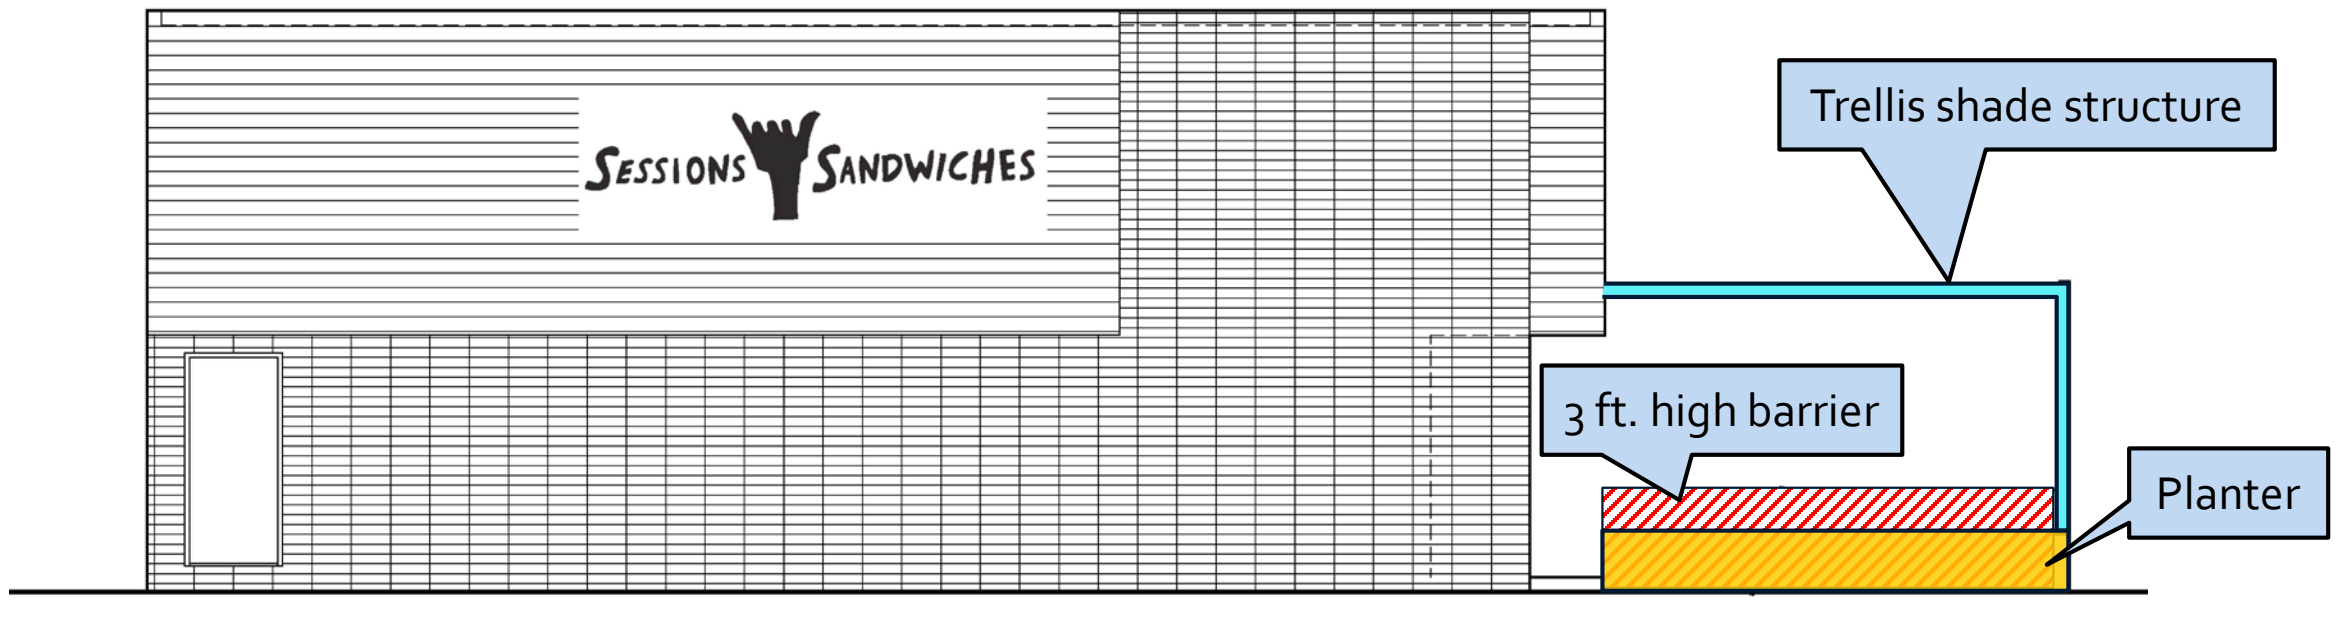 SESSIONS SANDWICHES
Trellis shade structure
3 ft. high barrier
Planter